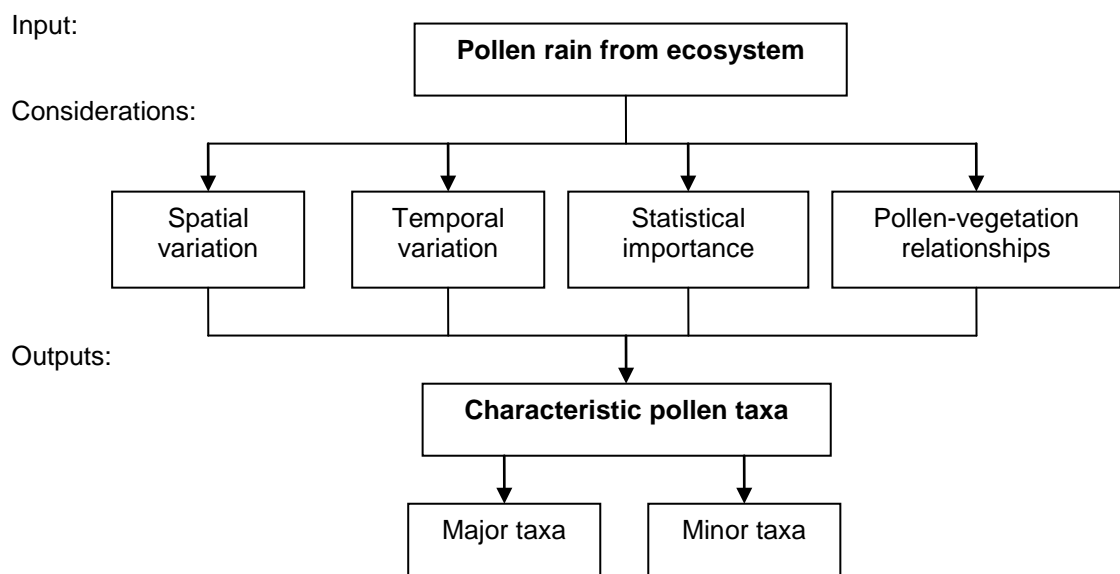 Input:
Pollen rain from ecosystem
Considerations:
Spatial
variation
Temporal
variation
Statistical
importance
Pollen-vegetation
relationships
Outputs:
Characteristic pollen taxa
Major taxa
Minor taxa